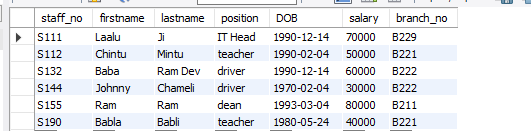 staff_no firstname lastname position DOB salary branch_no
S111 Laalu Ji IT Head 1990-12-14 70000 B229
S112 Chintu Mintu teacher 1990-02-04 50000 B221
S132 Baba Ram Dev driver 1990-12-14 60000 B222
S144 Johnny Chameli driver 1970-02-04 30000 B222
S155 Ram Ram dean 1993-03-04 80000 B211
S190 Babla Babli teacher 1980-05-24 40000 B221